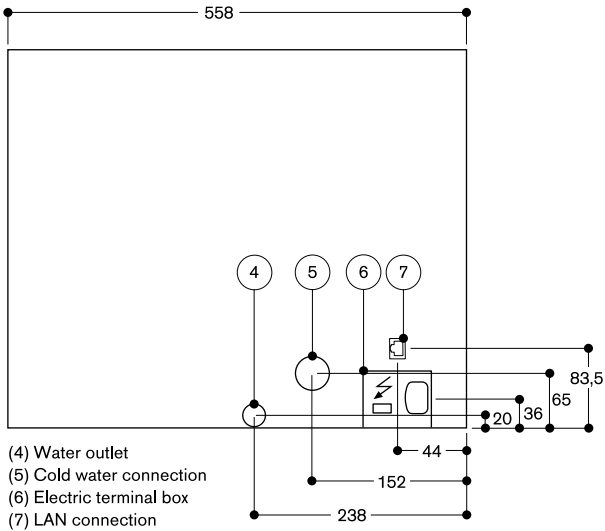 558
4 5 6 7
83,5
65
36
20
44
152
238
(4) Water outlet
(5) Cold water connection
(6) Electric terminal box
(7) LAN connection